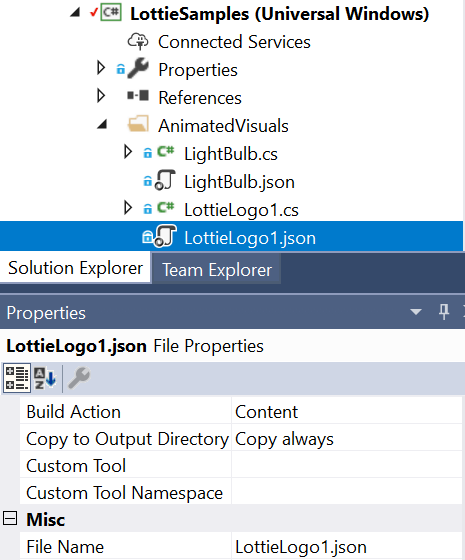 LottieSamples (Universal Windows)
Connected Services
Properties
References
AnimatedVisuals
C# LightBulb.cs
LightBulb.json
C# LottieLogo1.cs
LottieLogo1.json
Solution Explorer Team Explorer
Properties
LottieLogo1.json File Properties
Build Action Content
Copy to Output Directory Copy always
Custom Tool
Custom Tool Namespace
Misc
File Name LottieLogo1.json